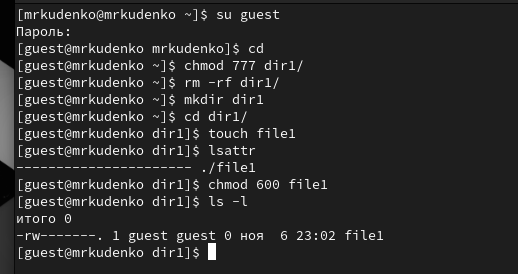 [mrkudenko@mrkudenko ~]$ su guest
Пароль:
[guest@mrkudenko mrkudenko]$ cd
[guest@mrkudenko ~]$ chmod 777 dir1/
[guest@mrkudenko ~]$ rm -rf dir1/
[guest@mrkudenko ~]$ mkdir dir1
[guest@mrkudenko ~]$ cd dir1/
[guest@mrkudenko dir1]$ touch file1
[guest@mrkudenko dir1]$ lsattr
---------------------- ./file1
[guest@mrkudenko dir1]$ chmod 600 file1
[guest@mrkudenko dir1]$ ls -l
итого 0
-rw-------. 1 guest guest 0 ноя  6 23:02 file1
[guest@mrkudenko dir1]$